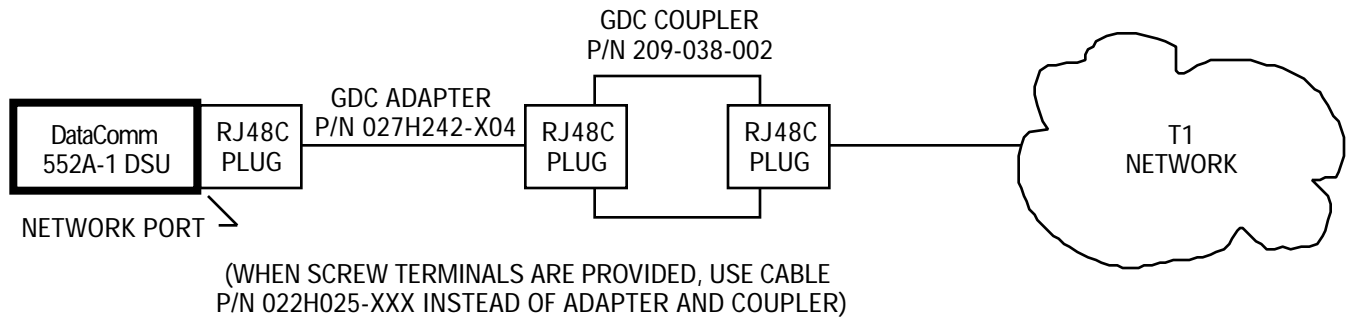 GDC COUPLER
P/N 209-038-002
GDC ADAPTER
P/N 027H242-X04
DataComm
552A-1 DSU
RJ48C
PLUG
RJ48C
PLUG
RJ48C
PLUG
T1
NETWORK
NETWORK PORT
(WHEN SCREW TERMINALS ARE PROVIDED, USE CABLE
P/N 022H025-XXX INSTEAD OF ADAPTER AND COUPLER)